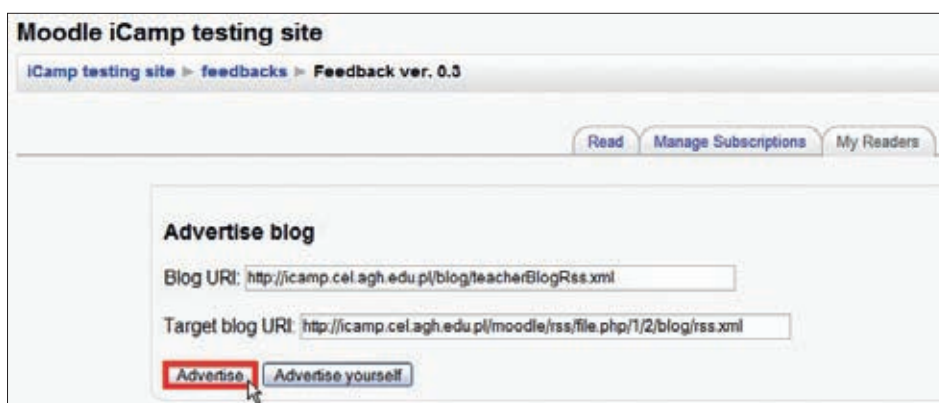 Moodle iCamp testing site
iCamp testing site ► feedbacks ► Feedback ver. 0.3
Read Manage Subscriptions My Readers
Advertise blog
Blog URI: http://icamp.cel.agh.edu.pl/blog/teacherBlogRss.xml
Target blog URI: http://icamp.cel.agh.edu.pl/moodle/rss/file.php/1/2/blog/rss.xml
Advertise Advertise yourself